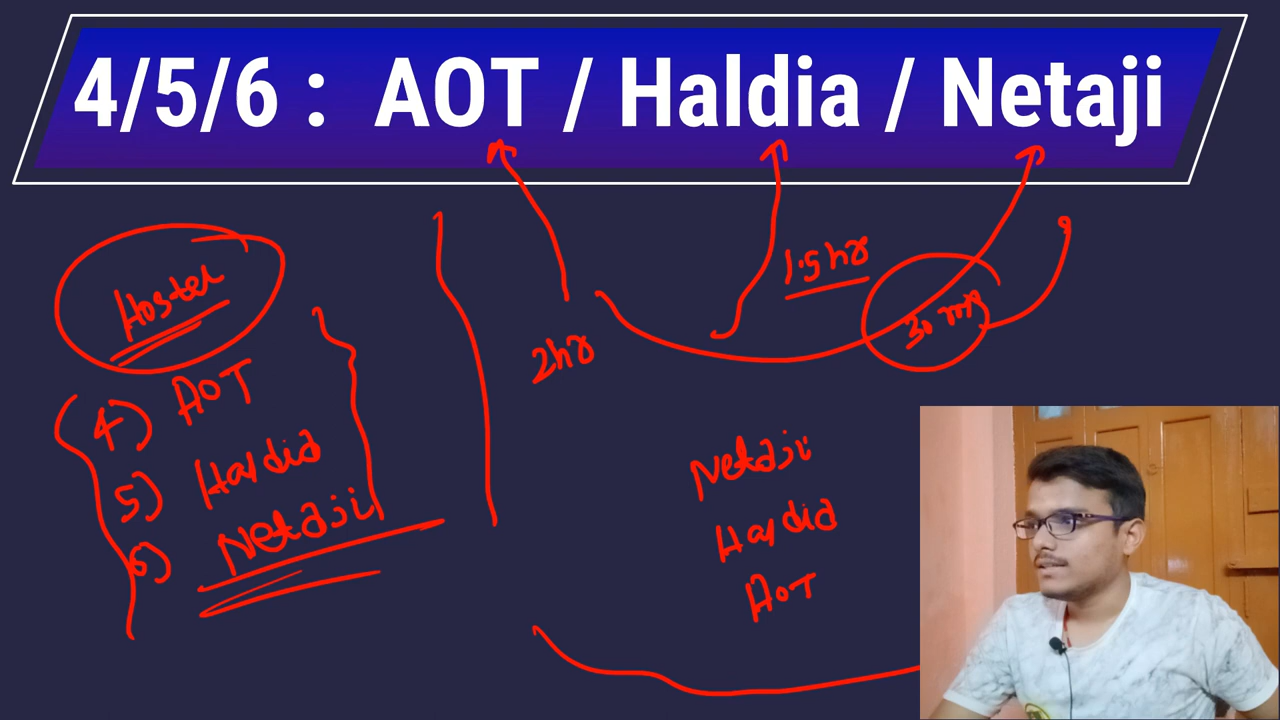 4/5/6 : AOT / Haldia / Netaji
Hostel
4) AOT
5) Haldia
6) Netaji
2hr
1.5hr
30 min
Netaji
Haldia
AOT